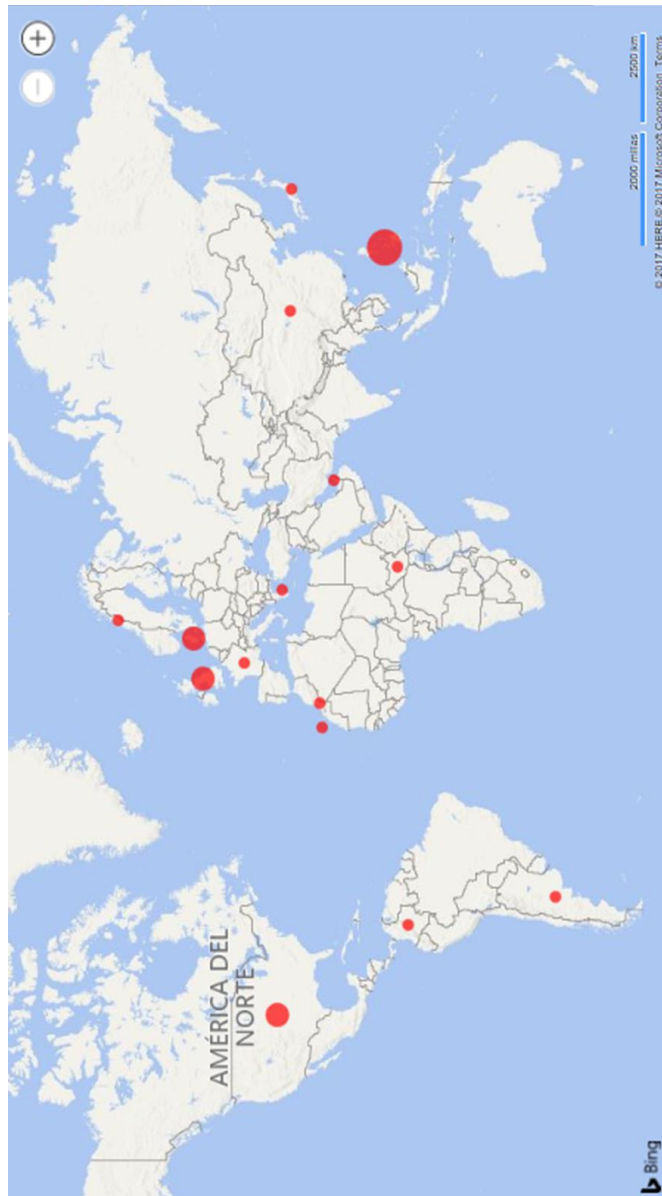 AMÉRICA DEL
NORTE
Bing
2000 millas
2500 km
© 2017 HERE © 2017 Microsoft Corporation Terms